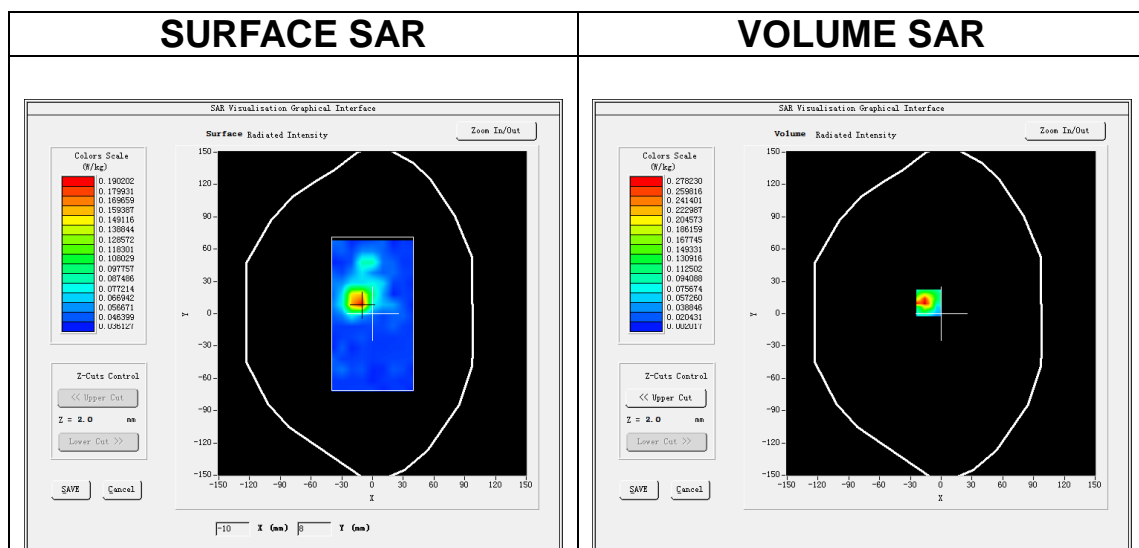 SURFACE SAR
VOLUME SAR
SAR Visualisation Graphical Interface
Surface Radiated Intensity
Zoom In/Out
Colors Scale
(W/kg)
0.190202
0.179931
0.169659
0.159387
0.149116
0.138844
0.128572
0.118301
0.108029
0.097757
0.087486
0.077214
0.066942
0.056671
0.046399
0.036127
Z-Cuts Control
<< Upper Cut
Z = 2.0 mm
Lower Cut >>
SAVE Cancel
150
120
90
60
30
0
-30
-60
-90
-120
-150
Y
-150 -120 -90 -60 -30 0 30 60 90 120 150
X
-10 X (mm) 8 Y (mm)
SAR Visualisation Graphical Interface
Volume Radiated Intensity
Zoom In/Out
Colors Scale
(W/kg)
0.278230
0.259816
0.241401
0.222987
0.204573
0.186159
0.167745
0.149331
0.130916
0.112502
0.094088
0.075674
0.057260
0.038846
0.020431
0.002017
Z-Cuts Control
<< Upper Cut
Z = 2.0 mm
Lower Cut >>
SAVE Cancel
150
120
90
60
30
0
-30
-60
-90
-120
-150
Y
-150 -120 -90 -60 -30 0 30 60 90 120 150
X